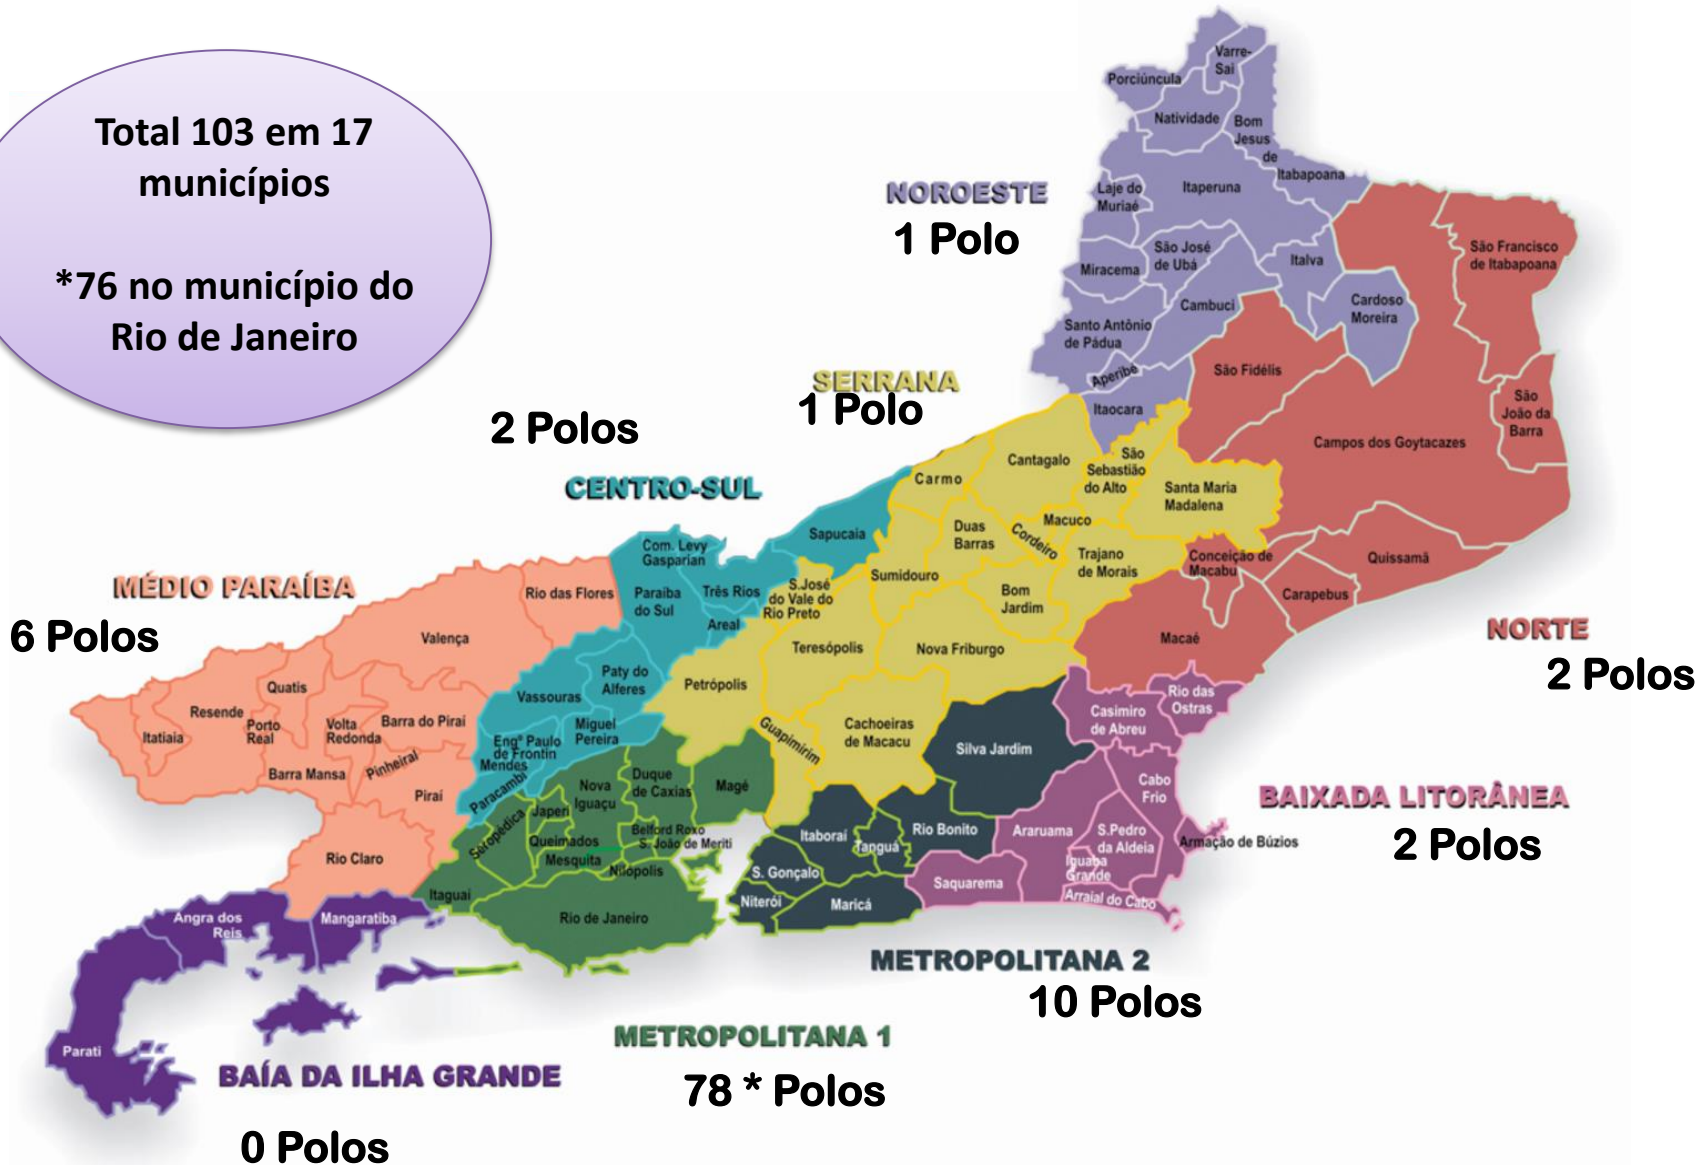 Total 103 em 17
municípios
*76 no município do
Rio de Janeiro
NOROESTE
1 Polo
Porciúncula
Varre-
Sai
Natividade
Bom
Jesus
de
Itabapoana
Laje do
Muriaé
Itaperuna
Miracema
São José
de Ubá
Italva
Cambuci
Cardoso
Moreira
Santo Antônio
de Pádua
Aperibé
Itaocara
São Francisco
de Itabapoana
São Fidélis
São
João da
Barra
Campos dos Goytacazes
Conceição de
Macabu
Quissamã
Carapebus
Macaé
NORTE
2 Polos
SERRANA
1 Polo
Cantagalo
São
Sebastião
do Alto
Carmo
Santa Maria
Madalena
Duas
Barras
Macuco
Cordeiro
Trajano
de Morais
Sumidouro
Bom
Jardim
S.José
do Vale do
Rio Preto
Teresópolis
Nova Friburgo
Petrópolis
Guapimirim
Cachoeiras
de Macacu
2 Polos
CENTRO-SUL
Sapucaia
Com. Levy
Gasparian
Paraiba
do Sul
Três Rios
Areal
Paty do
Alferes
Vassouras
Miguel
Pereira
Engº Paulo
de Frontin
Mendes
Paracambi
MÉDIO PARAÍBA
6 Polos
Rio das Flores
Valença
Quatis
Resende
Porto
Real
Itatiaia
Volta
Redonda
Barra do Piraí
Pinheiral
Barra Mansa
Piraí
Rio Claro
Nova
Iguaçu
Duque
de Caxias
Magé
Japeri
Seropédica
Queimados
Belford Roxo
S. João de Meriti
Mesquita
Nilópolis
Itaguaí
Rio de Janeiro
METROPOLITANA 1
78 * Polos
Silva Jardim
Itaboraí
Tanguá
Rio Bonito
S. Gonçalo
Niterói
Maricá
METROPOLITANA 2
10 Polos
Rio das
Ostras
Casimiro
de Abreu
Cabo
Frio
Araruama
S.Pedro
da Aldeia
Armação de Búzios
Iguaba
Grande
Saquarema
Arraial do Cabo
BAIXADA LITORÂNEA
2 Polos
Angra dos
Reis
Mangaratiba
Parati
BAÍA DA ILHA GRANDE
0 Polos